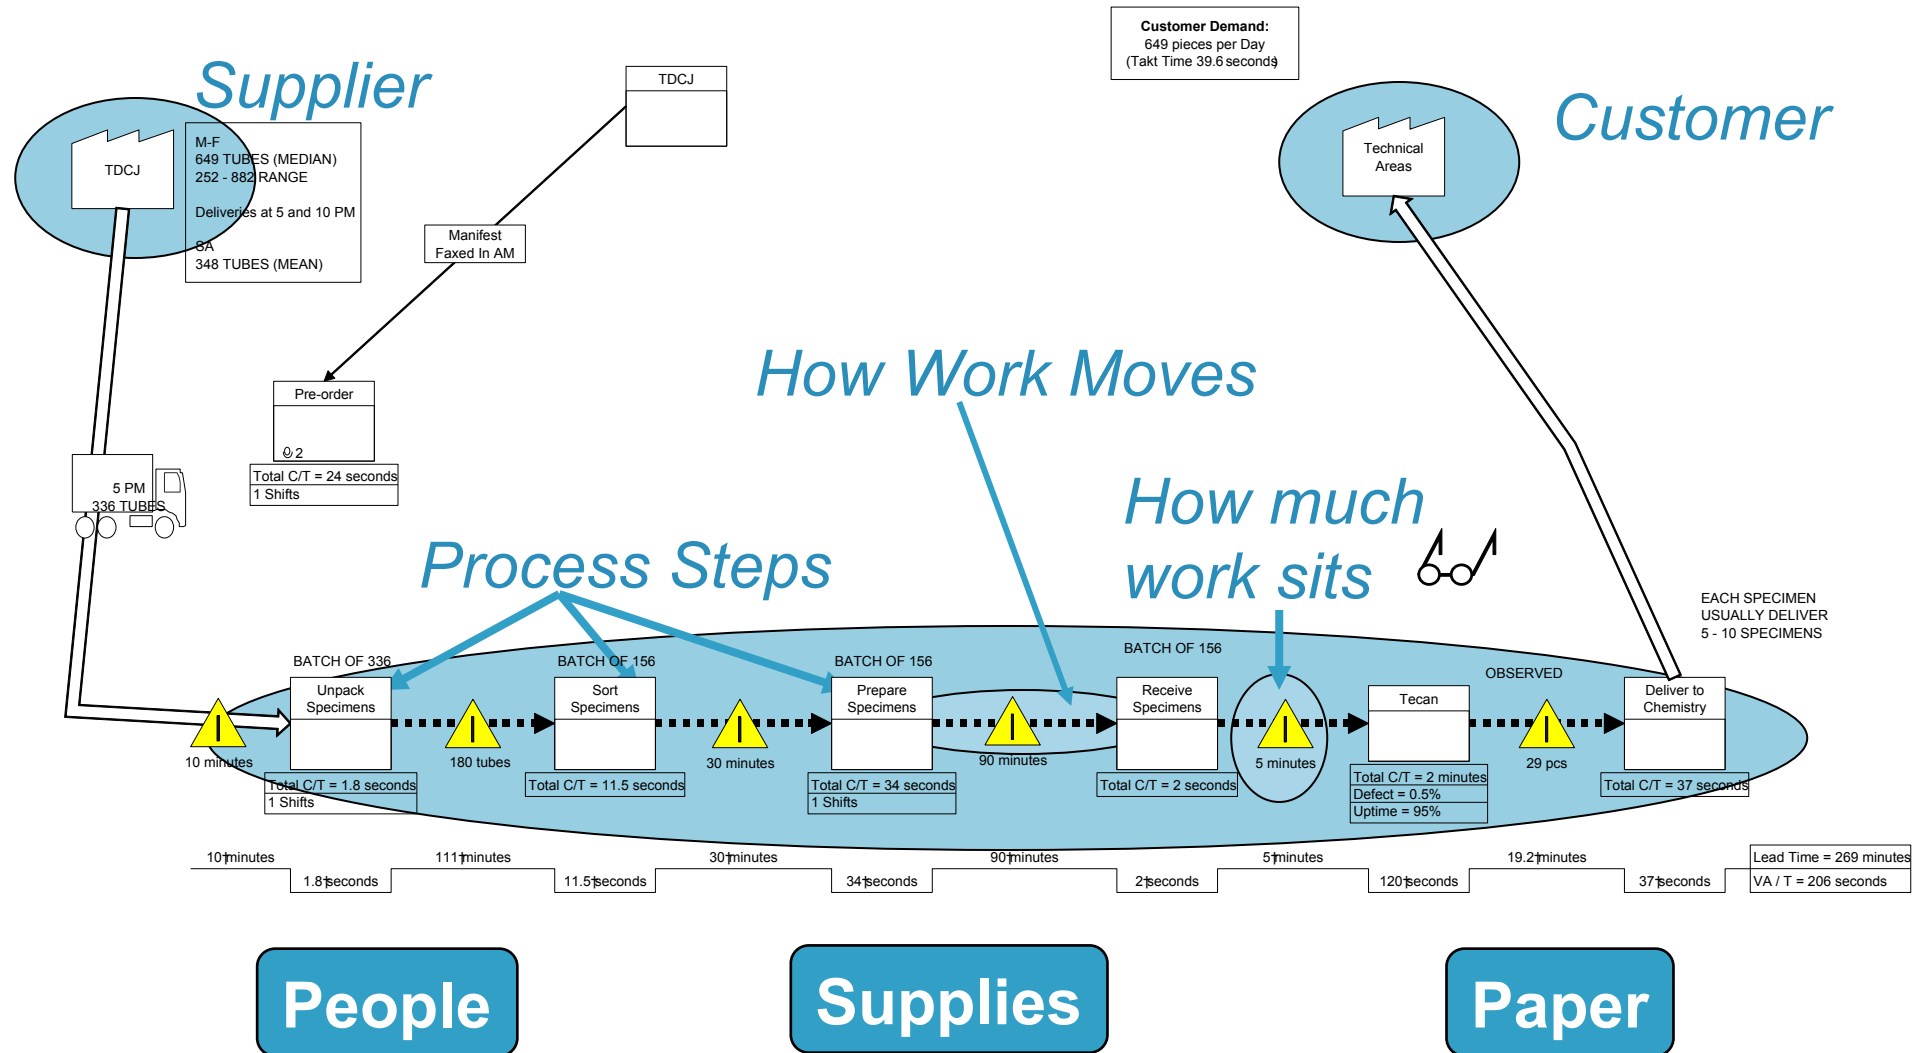 Customer Demand:
649 pieces per Day
(Takt Time 39.6 seconds)
Supplier
TDCJ
Customer
TDCJ
M-F
649 TUBES (MEDIAN)
252 - 882 RANGE
Deliveries at 5 and 10 PM
SA
348 TUBES (MEAN)
Technical
Areas
Manifest
Faxed In AM
How Work Moves
Pre-order
2
Total C/T = 24 seconds
1 Shifts
5 PM
336 TUBES
How much
work sits
Process Steps
EACH SPECIMEN
USUALLY DELIVER
5 - 10 SPECIMENS
BATCH OF 336
BATCH OF 156
BATCH OF 156
BATCH OF 156
OBSERVED
Unpack
Specimens
Sort
Specimens
Prepare
Specimens
Receive
Specimens
Tecan
Deliver to
Chemistry
I
I
I
I
I
I
10 minutes
180 tubes
30 minutes
90 minutes
5 minutes
29 pcs
Total C/T = 1.8 seconds
1 Shifts
Total C/T = 11.5 seconds
Total C/T = 34 seconds
1 Shifts
Total C/T = 2 seconds
Total C/T = 2 minutes
Defect = 0.5%
Uptime = 95%
Total C/T = 37 seconds
10†minutes
111†minutes
30†minutes
90†minutes
5†minutes
19.2†minutes
Lead Time = 269 minutes
1.8†seconds
11.5†seconds
34†seconds
2†seconds
120†seconds
37†seconds
VA / T = 206 seconds
People
Supplies
Paper